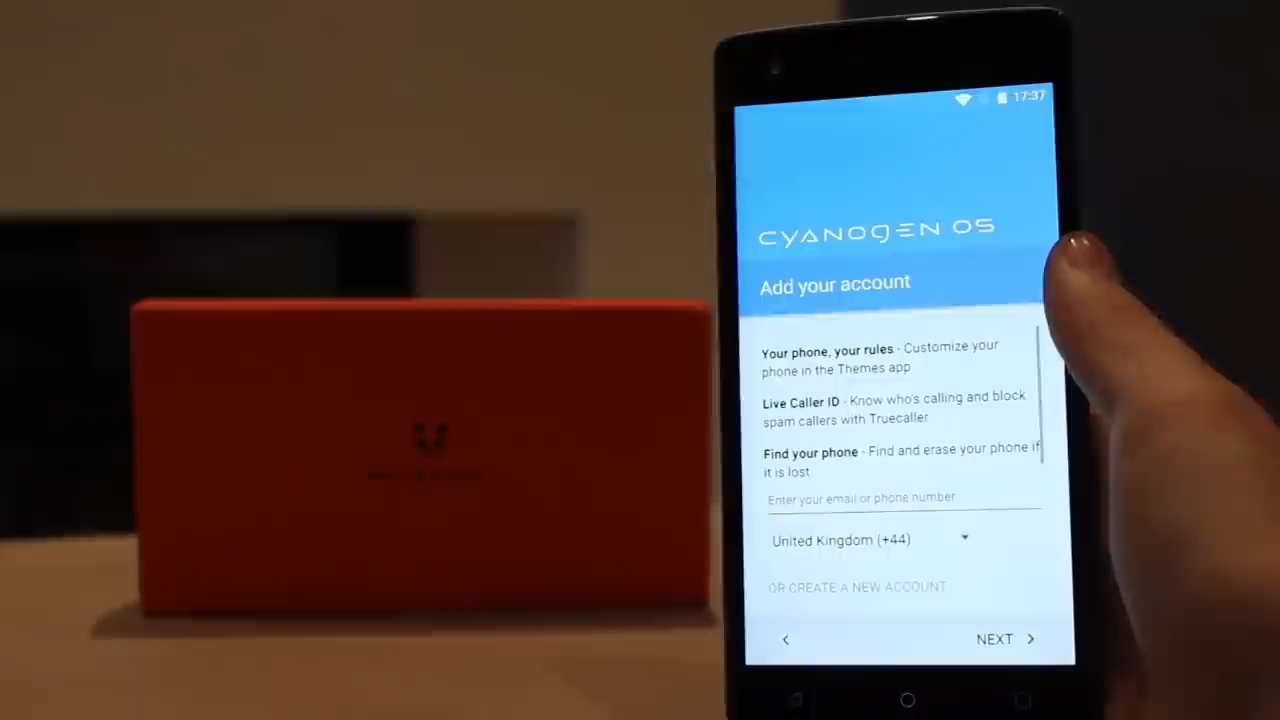 17:37
CYANOGEN OS
Add your account
Your phone, your rules - Customize your
phone in the Themes app
Live Caller ID - Know who's calling and block
spam callers with Truecaller
Find your phone - Find and erase your phone if
it is lost
Enter your email or phone number
United Kingdom (+44)
OR CREATE A NEW ACCOUNT
NEXT